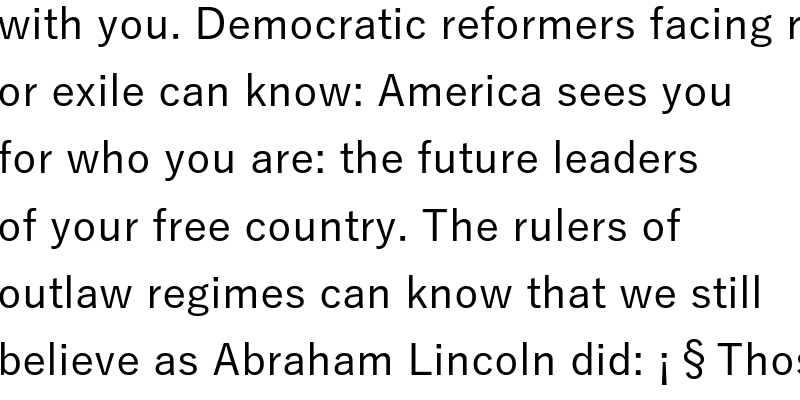 with you. Democratic reformers facing
or exile can know: America sees you
for who you are: the future leaders
of your free country. The rulers of
outlaw regimes can know that we still
believe as Abraham Lincoln did: ¡ §